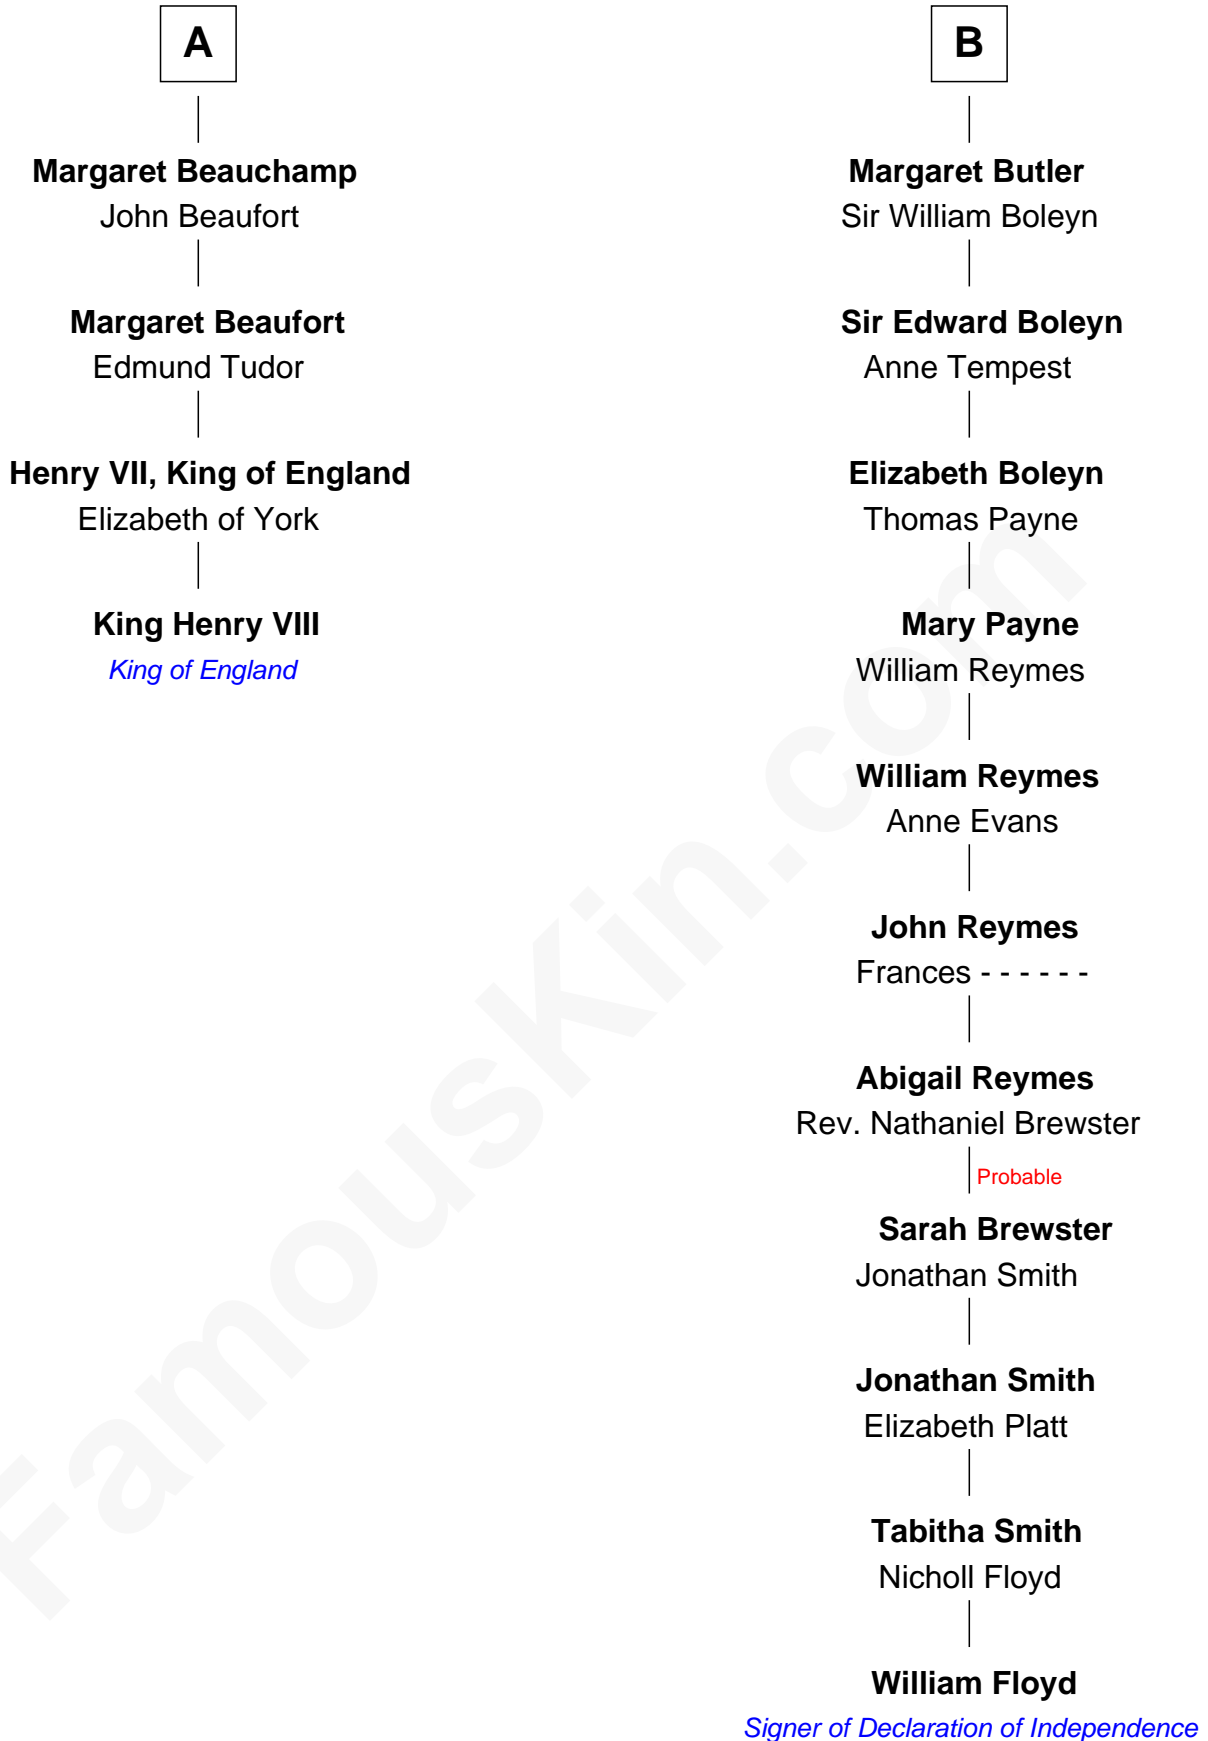 A
Margaret Beauchamp
John Beaufort
Margaret Beaufort
Edmund Tudor
Henry VII, King of England
Elizabeth of York
King Henry VIII
King of England
B
Margaret Butler
Sir William Boleyn
Sir Edward Boleyn
Anne Tempest
Elizabeth Boleyn
Thomas Payne
Mary Payne
William Reymes
William Reymes
Anne Evans
John Reymes
Frances - - - - - -
Abigail Reymes
Rev. Nathaniel Brewster
Probable
Sarah Brewster
Jonathan Smith
Jonathan Smith
Elizabeth Platt
Tabitha Smith
Nicholl Floyd
William Floyd
Signer of Declaration of Independence
FamousKin.com